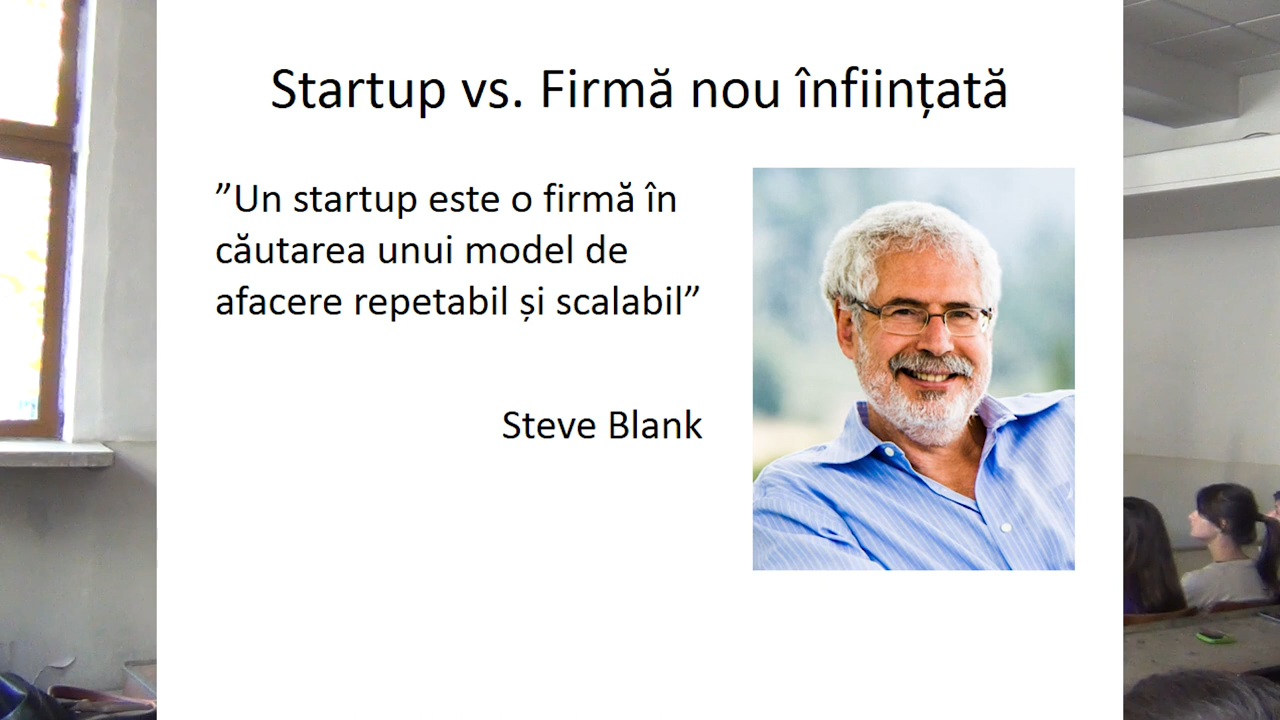 Startup vs. Firmă nou înființată
”Un startup este o firmă în
căutarea unui model de
afacere repetabil și scalabil”
Steve Blank